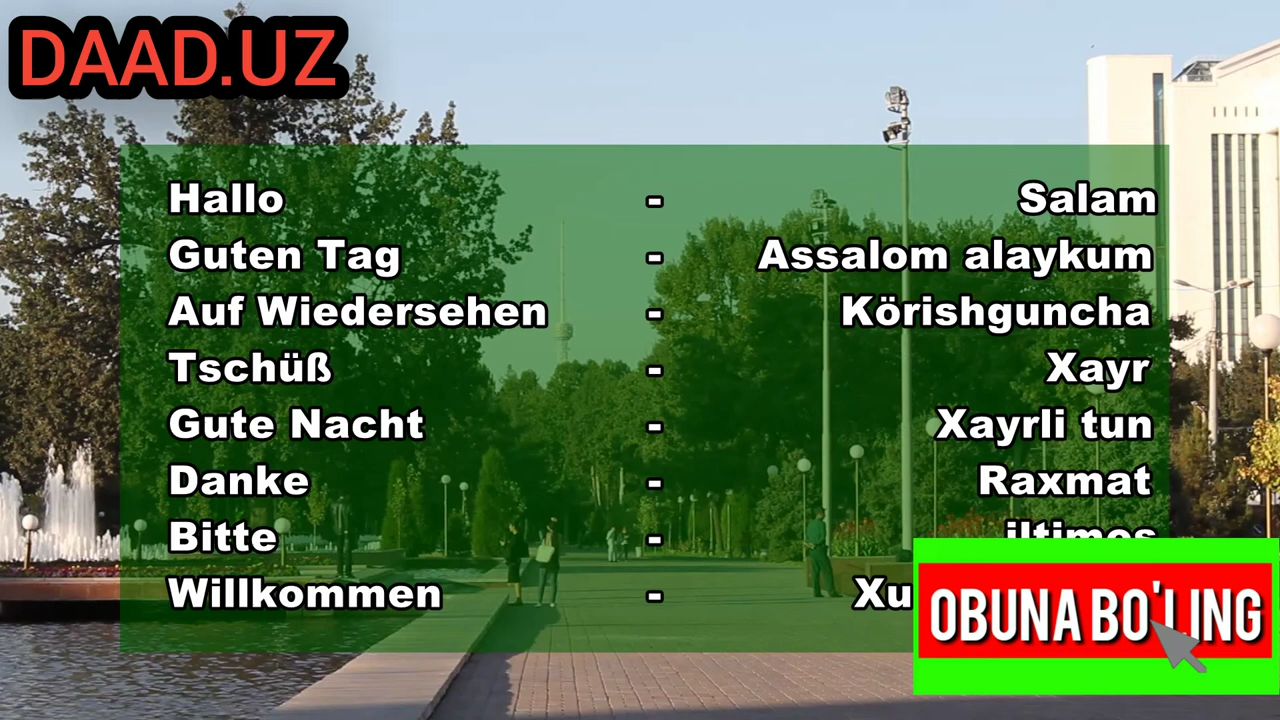 DAAD.UZ
Hallo - Salam
Guten Tag - Assalom alaykum
Auf Wiedersehen - Körishguncha
Tschüß - Xayr
Gute Nacht - Xayrli tun
Danke - Raxmat
Bitte - iltimos
Willkommen -
OBUNA BO'LING